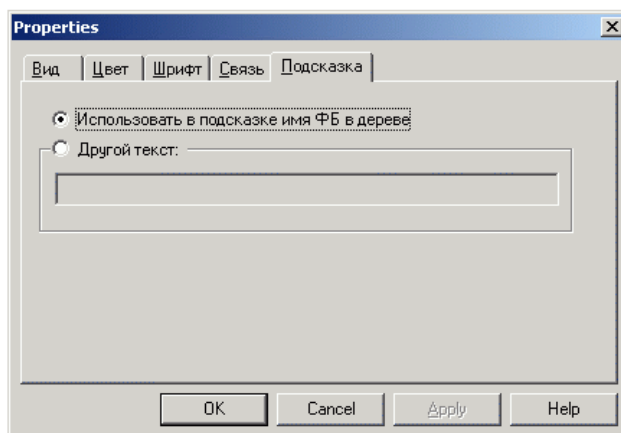 Properties
Вид Цвет Шрифт Связь Подсказка
Использовать в подсказке имя ФБ в дереве
Другой текст:
OK Cancel Apply Help